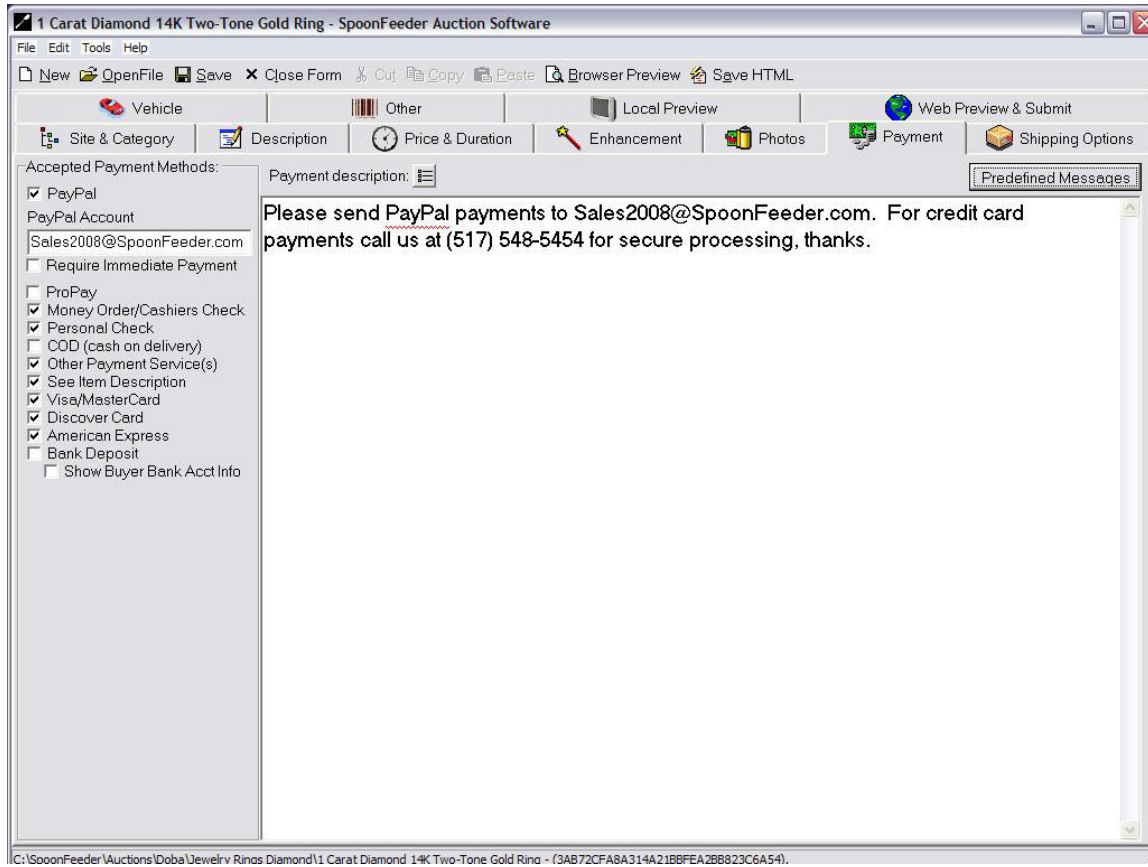 1 Carat Diamond 14K Two-Tone Gold Ring - SpoonFeeder Auction Software
File Edit Tools Help
New OpenFile Save Close Form Cut Copy Paste Browser Preview Save HTML
Vehicle Other Local Preview Web Preview & Submit
Site & Category Description Price & Duration Enhancement Photos Payment Shipping Options
Accepted Payment Methods:
PayPal
PayPal Account
Sales2008@SpoonFeeder.com
Require Immediate Payment
ProPay
Money Order/Cashiers Check
Personal Check
COD (cash on delivery)
Other Payment Service(s)
See Item Description
Visa/MasterCard
Discover Card
American Express
Bank Deposit
Show Buyer Bank Acct Info
Payment description:
Predefined Messages
Please send PayPal payments to Sales2008@SpoonFeeder.com. For credit card
payments call us at (517) 548-5454 for secure processing, thanks.
C:\SpoonFeeder\Auctions\Doba\Jewelry Rings Diamond\1 Carat Diamond 14K Two-Tone Gold Ring - (3AB72CFA8A314A21BBFEA2BB823C6A54).